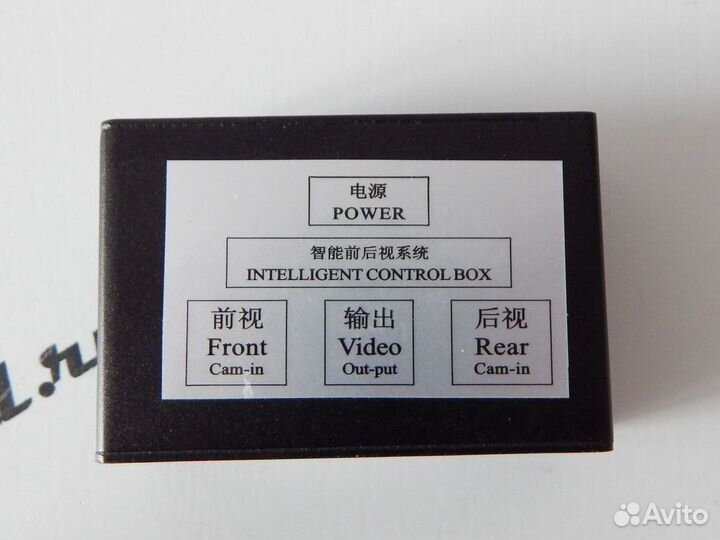 电源
POWER
智能前后视系统
INTELLIGENT CONTROL BOX
前视
Front
Cam-in
输出
Video
Out-put
后视
Rear
Cam-in
d.ru
Avito